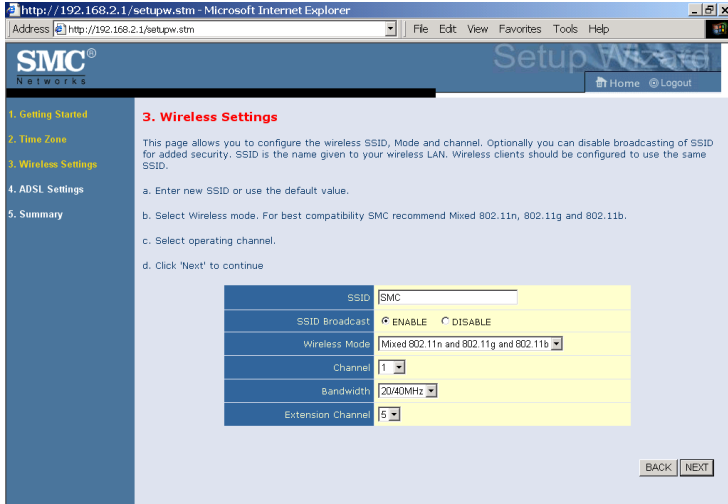 http://192.168.2.1/setupw.stm - Microsoft Internet Explorer
Address http://192.168.2.1/setupw.stm File Edit View Favorites Tools Help
SMC®
Networks
Setup Wizard
Home Logout
1. Getting Started
2. Time Zone
3. Wireless Settings
4. ADSL Settings
5. Summary
3. Wireless Settings
This page allows you to configure the wireless SSID, Mode and channel. Optionally you can disable broadcasting of SSID
for added security. SSID is the name given to your wireless LAN. Wireless clients should be configured to use the same
SSID.
a. Enter new SSID or use the default value.
b. Select Wireless mode. For best compatibility SMC recommend Mixed 802.11n, 802.11g and 802.11b.
c. Select operating channel.
d. Click 'Next' to continue
SSID SMC
SSID Broadcast ENABLE DISABLE
Wireless Mode Mixed 802.11n and 802.11g and 802.11b
Channel 1
Bandwidth 20/40MHz
Extension Channel 5
BACK NEXT